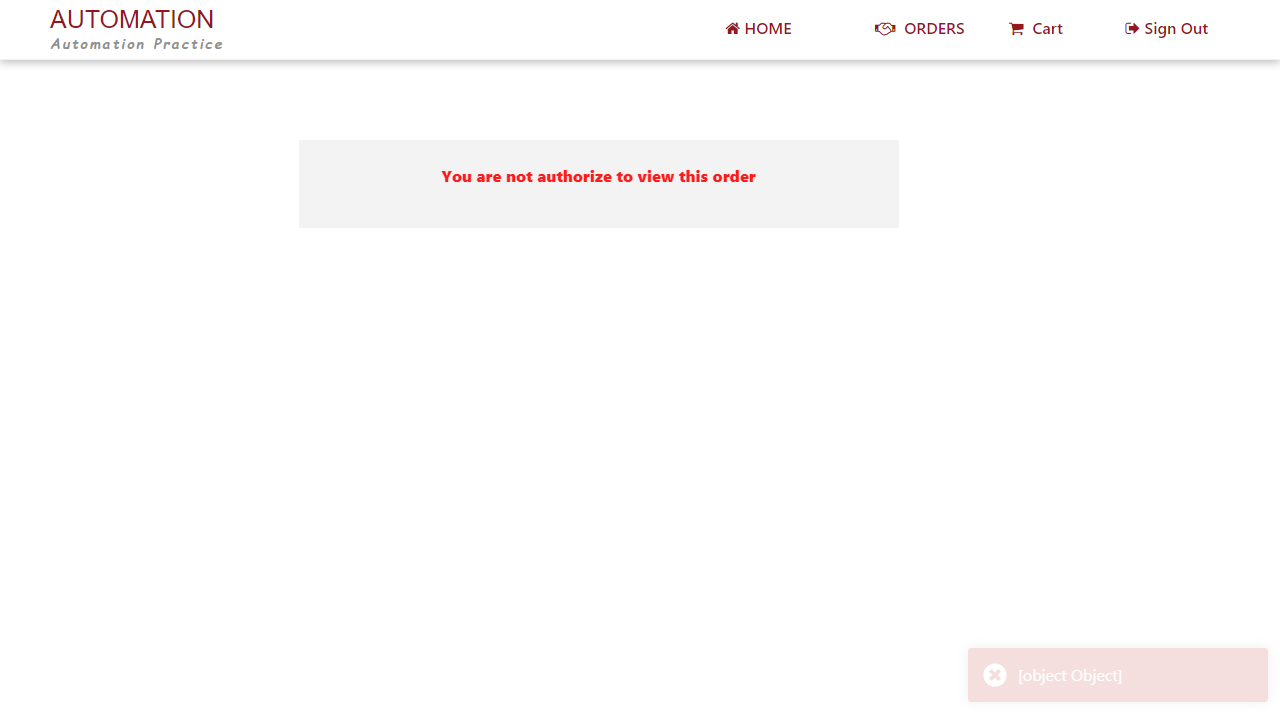 AUTOMATION
Automation Practice
HOME
ORDERS
Cart
Sign Out
You are not authorize to view this order
[object Object]